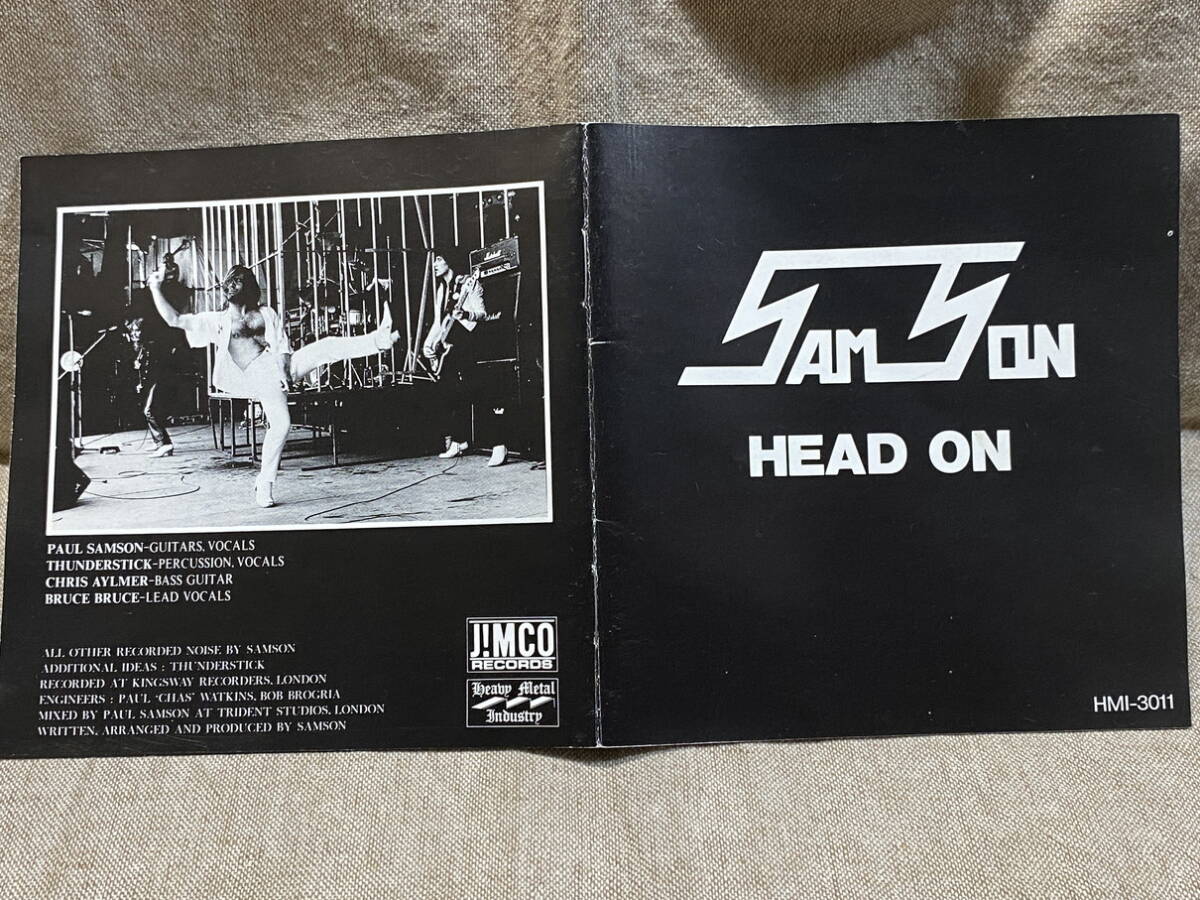 PAUL SAMSON-GUITARS, VOCALS
THUNDERSTICK-PERCUSSION, VOCALS
CHRIS AYLMER-BASS GUITAR
BRUCE BRUCE-LEAD VOCALS
ALL OTHER RECORDED NOISE BY SAMSON
ADDITIONAL IDEAS : THUNDERSTICK
RECORDED AT KINGSWAY RECORDERS, LONDON
ENGINEERS : PAUL "CHAS" WATKINS, BOB BROGRIA
MIXED BY PAUL SAMSON AT TRIDENT STUDIOS, LONDON
WRITTEN, ARRANGED AND PRODUCED BY SAMSON
J!MCO
RECORDS
Heavy Metal
Industry
SAMSON
HEAD ON
HMI-3011
Marshall